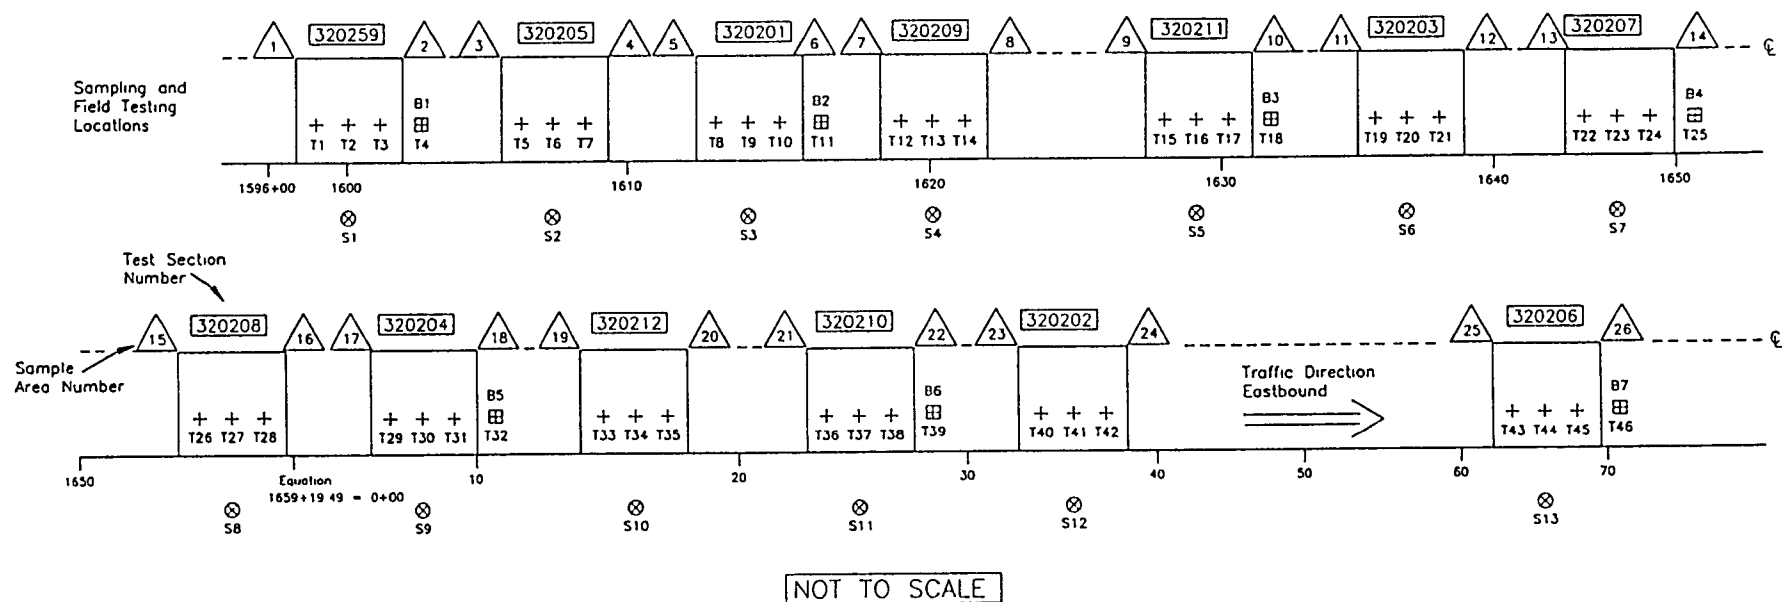 1 320259 2 3 320205 4 5 320201 6 7 320209 8 9 320211 10 11 320203 12 13 320207 14 ℄
Sampling and
Field Testing
Locations
B1 B2 B3 B4
T1 T2 T3 T4 T5 T6 T7 T8 T9 T10 T11 T12 T13 T14 T15 T16 T17 T18 T19 T20 T21 T22 T23 T24 T25
1596+00 1600 1610 1620 1630 1640 1650
S1 S2 S3 S4 S5 S6 S7
Test Section
Number
15 320208 16 17 320204 18 19 320212 20 21 320210 22 23 320202 24 25 320206 26 ℄
Sample
Area Number
Traffic Direction
Eastbound
B5 B6 B7
T26 T27 T28 T29 T30 T31 T32 T33 T34 T35 T36 T37 T38 T39 T40 T41 T42 T43 T44 T45 T46
1650 Equation 10 20 30 40 50 60 70
1659+19 49 = 0+00
S8 S9 S10 S11 S12 S13
NOT TO SCALE